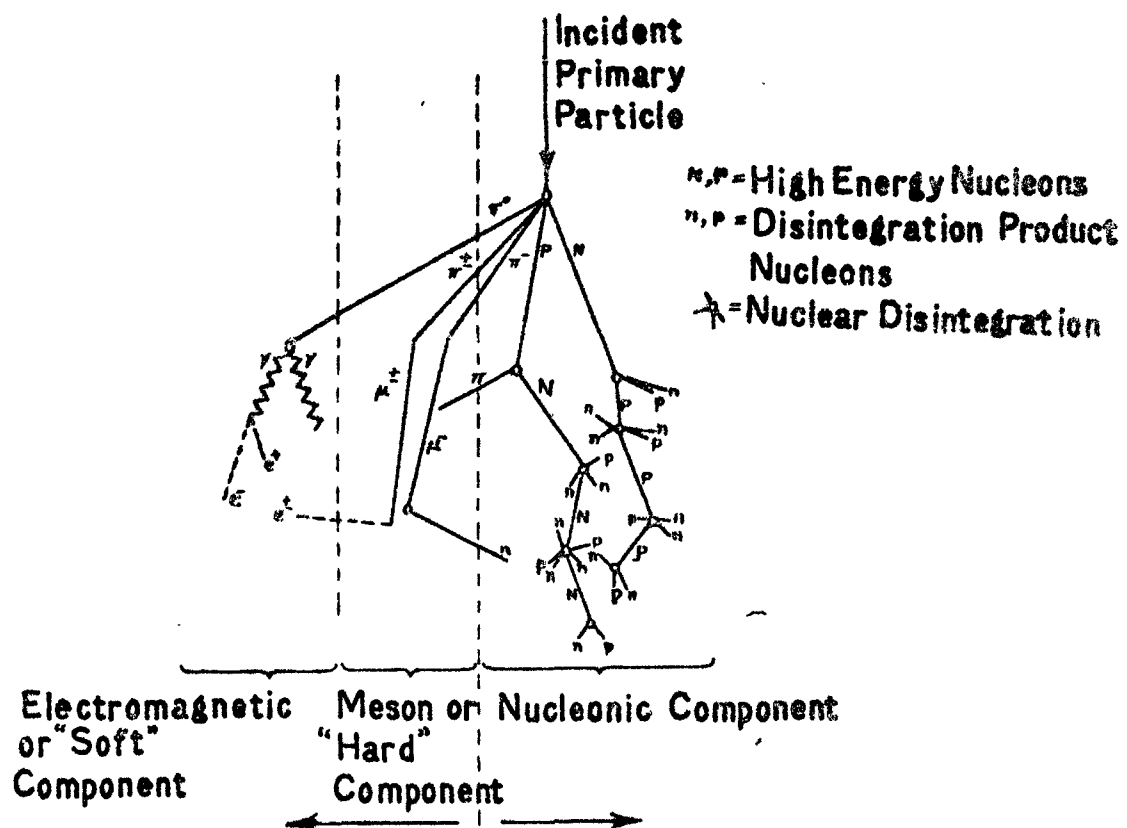 Incident
Primary
Particle
N,P=High Energy Nucleons
n,p=Disintegration Product
Nucleons
=Nuclear Disintegration
π° π± π- P N
γ γ
μ± π N n
P p
n n
μ- n p
e+ p P
n n
e- e± N p n n
n p P
n n
p n n
N p n
n p
Electromagnetic
or "Soft"
Component
Meson or
"Hard"
Component
Nucleonic Component